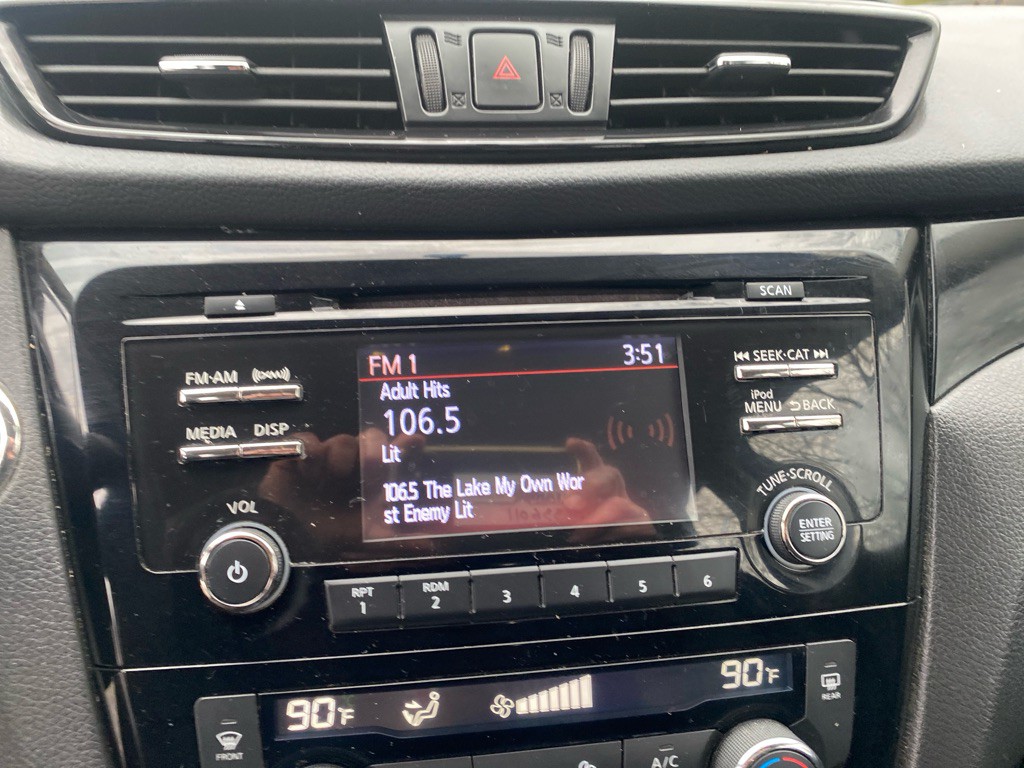 SCAN
FM·AM
SEEK·CAT
MEDIA DISP
iPod
MENU BACK
FM 1 3:51
Adult Hits
106.5
Lit
106.5 The Lake My Own Wor
st Enemy Lit
VOL
TUNE·SCROLL
ENTER
SETTING
RPT RDM
1 2 3 4 5 6
90°F 90°F
FRONT
REAR
A/C